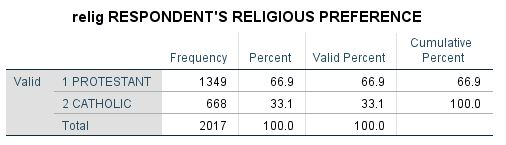 relig RESPONDENT'S RELIGIOUS PREFERENCE
Frequency Percent Valid Percent Cumulative Percent
Valid 1 PROTESTANT 1349 66.9 66.9 66.9
2 CATHOLIC 668 33.1 33.1 100.0
Total 2017 100.0 100.0